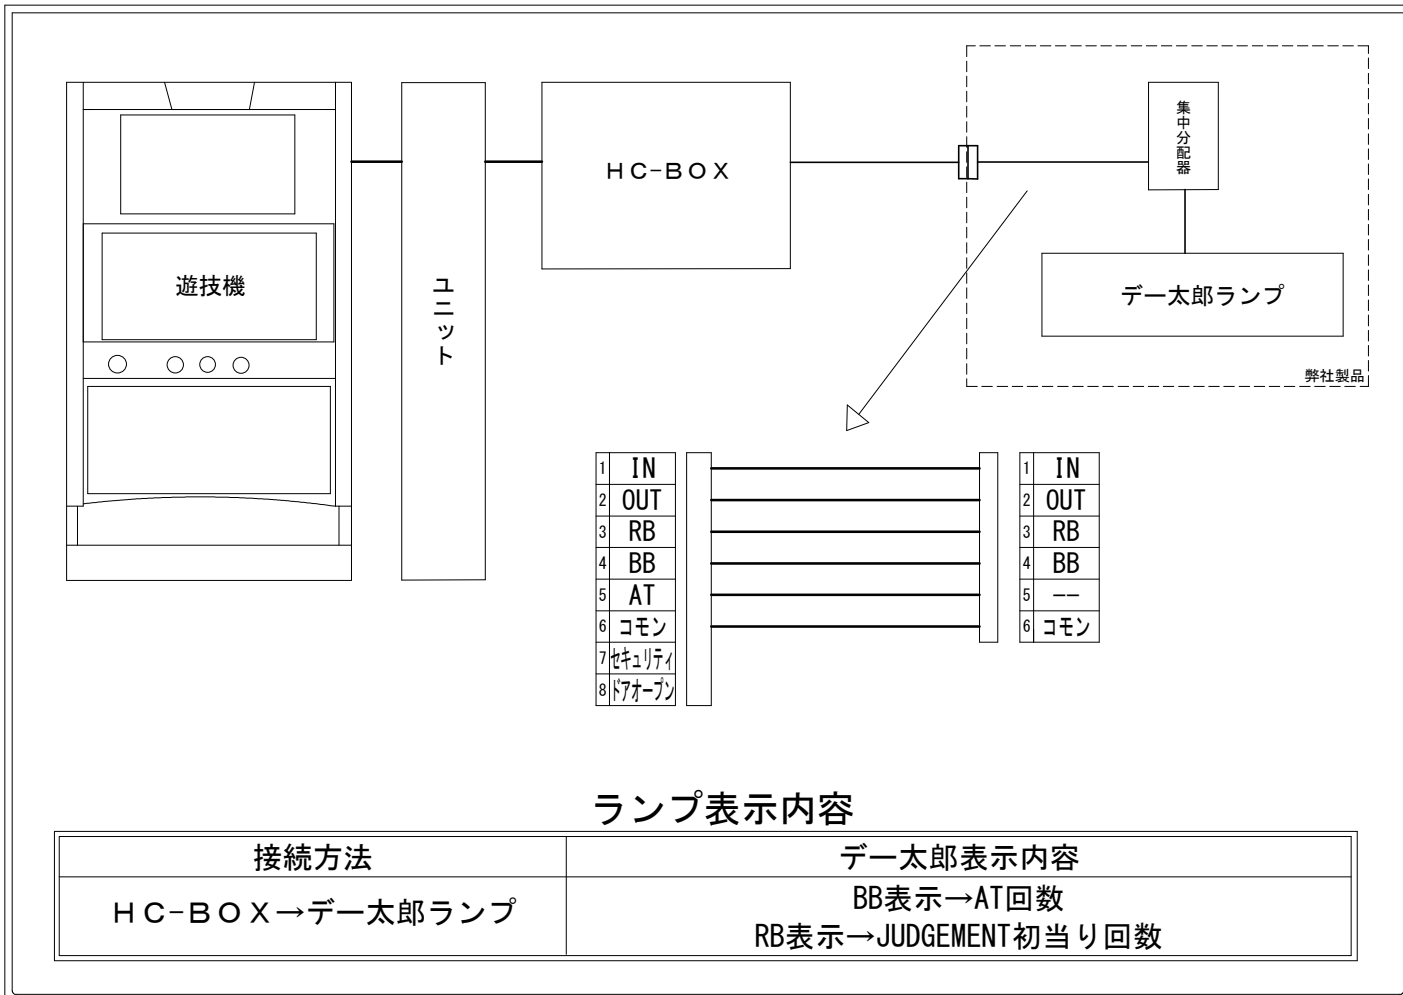 遊技機
ユニット
HC-BOX
集中分配器
デー太郎ランプ
弊社製品
1 IN
2 OUT
3 RB
4 BB
5 AT
6 コモン
7 セキュリティ
8 ドアオープン
1 IN
2 OUT
3 RB
4 BB
5 --
6 コモン
ランプ表示内容
接続方法 デー太郎表示内容
HC-BOX→デー太郎ランプ
BB表示→AT回数
RB表示→JUDGEMENT初当り回数